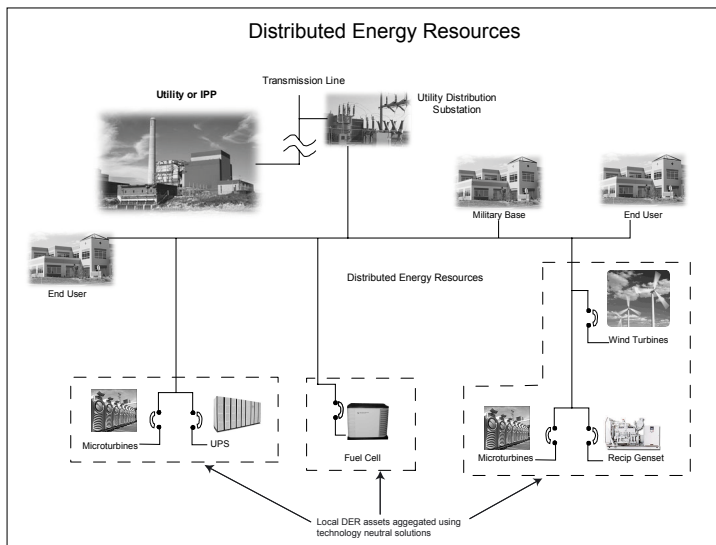 Distributed Energy Resources
Transmission Line
Utility or IPP
Utility Distribution
Substation
Military Base
End User
End User
Distributed Energy Resources
Wind Turbines
Microturbines
UPS
Fuel Cell
Microturbines
Recip Genset
Local DER assets aggegated using
technology neutral solutions